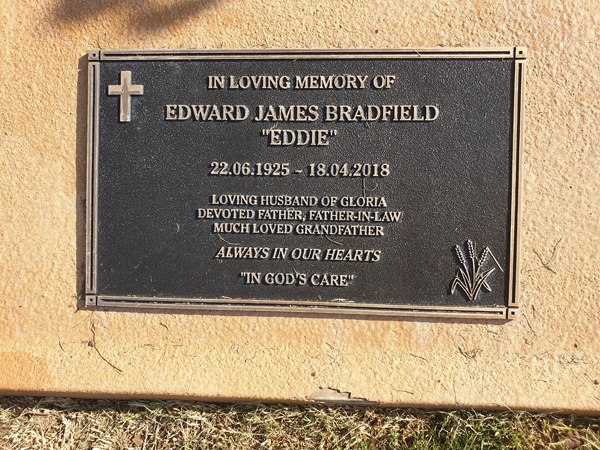 IN LOVING MEMORY OF
EDWARD JAMES BRADFIELD
"EDDIE"
22.06.1925 ~ 18.04.2018
LOVING HUSBAND OF GLORIA
DEVOTED FATHER, FATHER-IN-LAW
MUCH LOVED GRANDFATHER
ALWAYS IN OUR HEARTS
"IN GOD'S CARE"